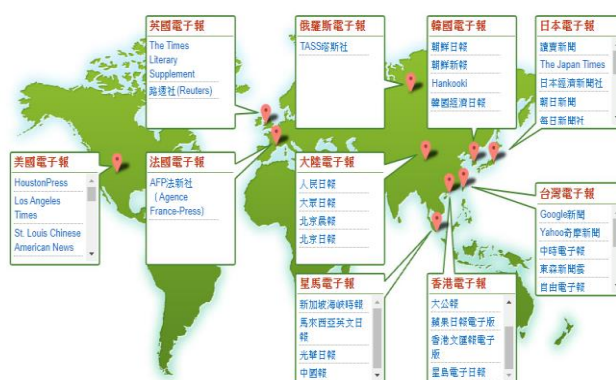 英國電子報
The Times
Literary
Supplement
路透社(Reuters)
俄羅斯電子報
TASS塔斯社
韓國電子報
朝鮮日報
朝鮮新報
Hankooki
韓國經濟日報
日本電子報
讀賣新聞
The Japan Times
日本經濟新聞社
朝日新聞
每日新聞社
美國電子報
HoustonPress
Los Angeles
Times
St. Louis Chinese
American News
法國電子報
AFP法新社
(Agence
France-Press)
大陸電子報
人民日報
大眾日報
北京晨報
北京日報
台灣電子報
Google新聞
Yahoo奇摩新聞
中時電子報
東森新聞雲
自由電子報
星馬電子報
新加坡海峽時報
馬來西亞英文日
報
光華日報
中國報
香港電子報
大公報
蘋果日報電子版
香港文匯報電子
版
星島電子日報